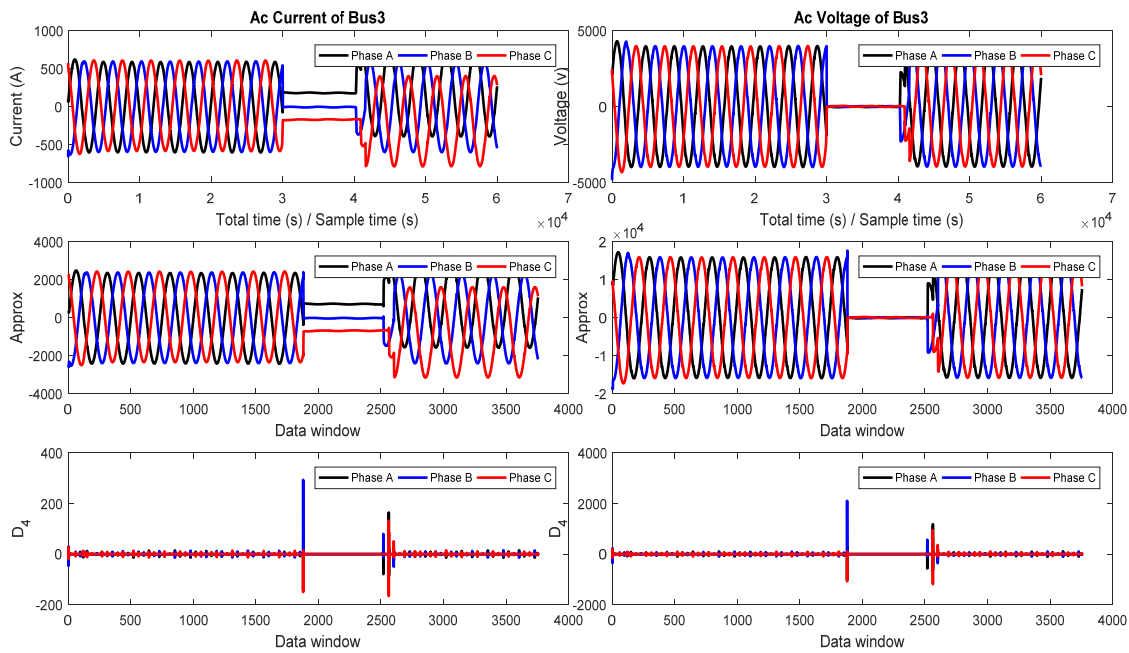 Ac Current of Bus3
Current (A)
1000
500
0
-500
-1000
Phase A Phase B Phase C
0 1 2 3 4 5 6 7
Total time (s) / Sample time (s)
×10^4
Ac Voltage of Bus3
Voltage (v)
5000
0
-5000
Phase A Phase B Phase C
0 1 2 3 4 5 6 7
Total time (s) / Sample time (s)
×10^4
Approx
4000
2000
0
-2000
-4000
Phase A Phase B Phase C
0 500 1000 1500 2000 2500 3000 3500 4000
Data window
×10^4
Approx
2
1
0
-1
-2
Phase A Phase B Phase C
0 500 1000 1500 2000 2500 3000 3500 4000
Data window
D4
400
200
0
-200
Phase A Phase B Phase C
0 500 1000 1500 2000 2500 3000 3500 4000
Data window
D4
4000
2000
0
-2000
Phase A Phase B Phase C
0 500 1000 1500 2000 2500 3000 3500 4000
Data window